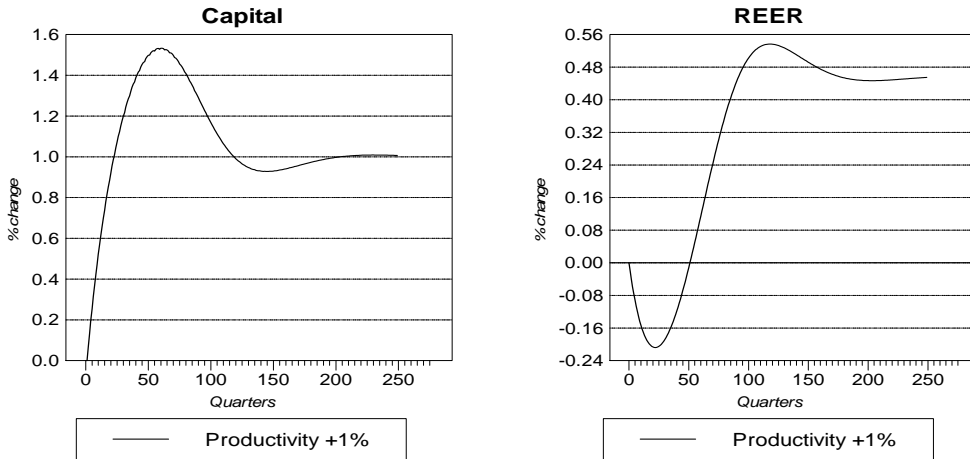 Capital
1.6
1.4
1.2
1.0
0.8
0.6
0.4
0.2
0.0
% change
0 50 100 150 200 250
Quarters
Productivity +1%
REER
0.56
0.48
0.40
0.32
0.24
0.16
0.08
0.00
-0.08
-0.16
-0.24
% change
0 50 100 150 200 250
Quarters
Productivity +1%